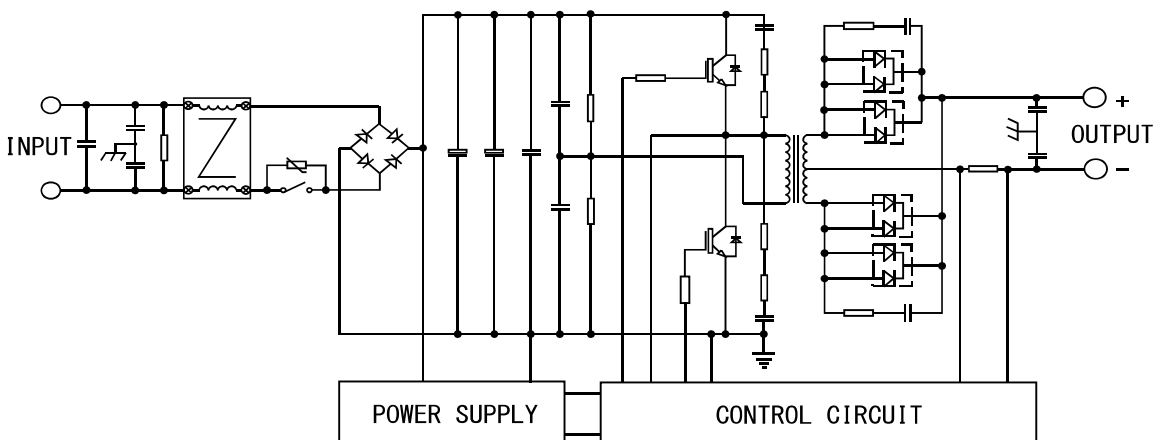 +
INPUT
OUTPUT
−
POWER SUPPLY
CONTROL CIRCUIT